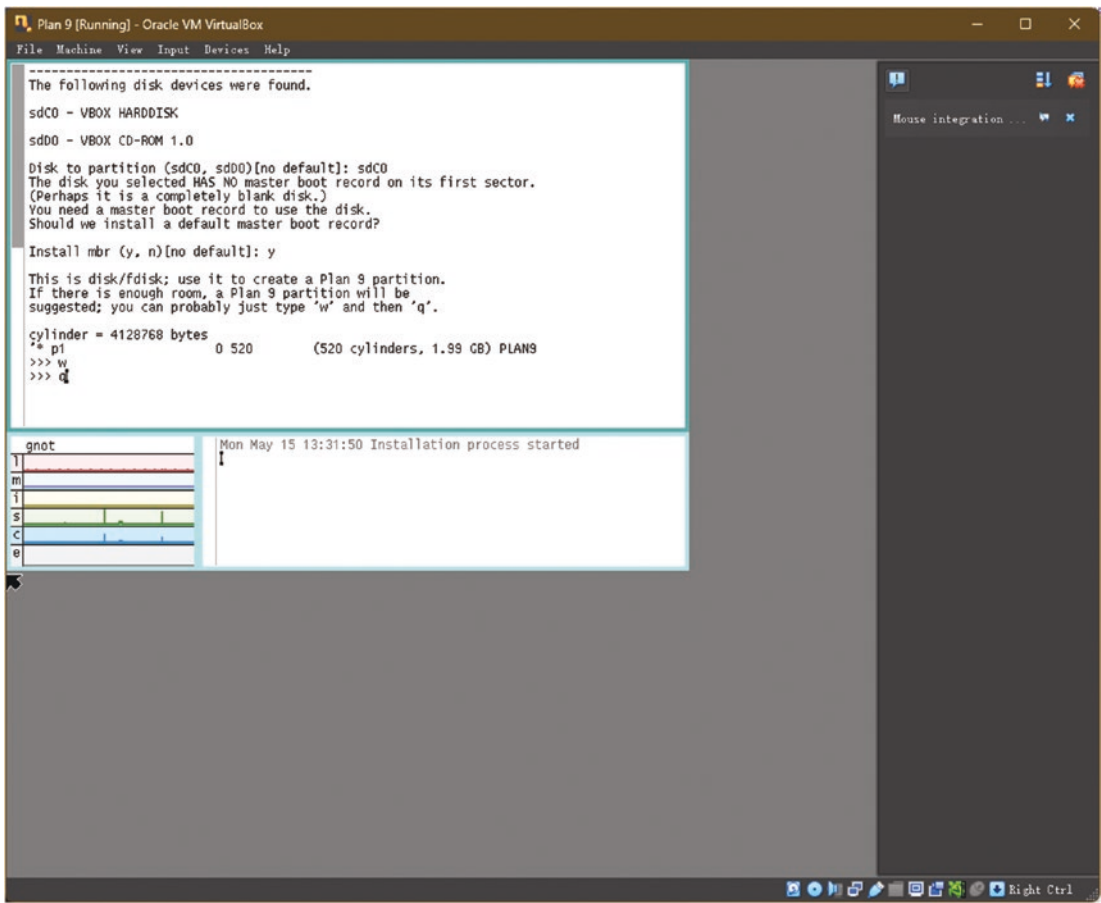 Plan 9 [Running] - Oracle VM VirtualBox
File Machine View Input Devices Help
-------------------------------------
The following disk devices were found.
sdC0 - VBOX HARDDISK
sdD0 - VBOX CD-ROM 1.0
Disk to partition (sdC0, sdD0)[no default]: sdC0
The disk you selected HAS NO master boot record on its first sector.
(Perhaps it is a completely blank disk.)
You need a master boot record to use the disk.
Should we install a default master boot record?
Install mbr (y, n)[no default]: y
This is disk/fdisk; use it to create a Plan 9 partition.
If there is enough room, a Plan 9 partition will be
suggested; you can probably just type 'w' and then 'q'.
cylinder = 4128768 bytes
'* p1 0 520 (520 cylinders, 1.99 GB) PLAN9
>>> w
>>> q
gnot
l
m
i
s
c
e
Mon May 15 13:31:50 Installation process started
Mouse integration ...
Right Ctrl